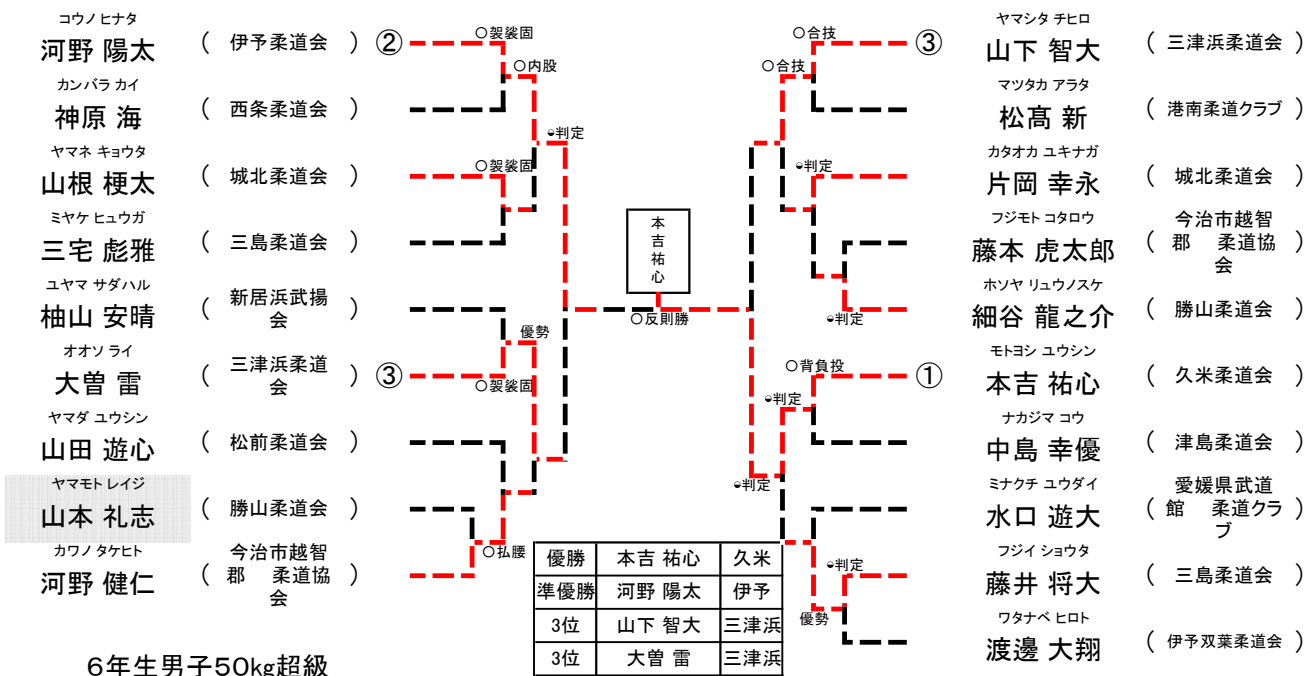 コウノ ヒナタ
河野 陽太 ( 伊予柔道会 ) ②
カンバラ カイ
神原 海 ( 西条柔道会 )
ヤマネ キョウタ
山根 梗太 ( 城北柔道会 )
ミヤケ ヒュウガ
三宅 彪雅 ( 三島柔道会 )
ユヤマ サダハル
柚山 安晴 ( 新居浜武揚
会 )
オオソ ライ
大曽 雷 ( 三津浜柔道
会 ) ③
ヤマダ ユウシン
山田 遊心 ( 松前柔道会 )
ヤマモト レイジ
山本 礼志 ( 勝山柔道会 )
カワノ タケヒト
河野 健仁 ( 今治市越智
郡 柔道協
会 )
○袈裟固
○内股
○判定
○袈裟固
優勢
○袈裟固
○払腰
本
吉
祐
心
○反則勝
○合技
○合技
○判定
○判定
○背負投
○判定
○判定
○判定
優勢
ヤマシタ チヒロ
③ 山下 智大 ( 三津浜柔道会 )
マツタカ アラタ
松髙 新 ( 港南柔道クラブ )
カタオカ ユキナガ
片岡 幸永 ( 城北柔道会 )
フジモト コタロウ
藤本 虎太郎 ( 今治市越智
郡 柔道協
会 )
ホソヤ リュウノスケ
細谷 龍之介 ( 勝山柔道会 )
モトヨシ ユウシン
① 本吉 祐心 ( 久米柔道会 )
ナカジマ コウ
中島 幸優 ( 津島柔道会 )
ミナクチ ユウダイ
水口 遊大 ( 愛媛県武道
館 柔道クラ
ブ )
フジイ ショウタ
藤井 将大 ( 三島柔道会 )
ワタナベ ヒロト
渡邊 大翔 ( 伊予双葉柔道会 )
優勝 本吉 祐心 久米
準優勝 河野 陽太 伊予
3位 山下 智大 三津浜
3位 大曽 雷 三津浜
6年生男子50kg超級